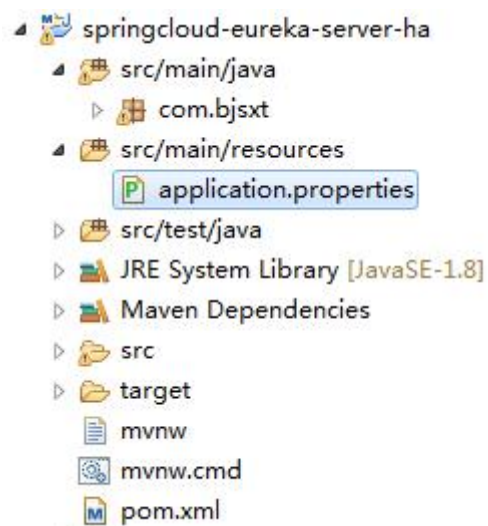 springcloud-eureka-server-ha
src/main/java
com.bjsxt
src/main/resources
application.properties
src/test/java
JRE System Library [JavaSE-1.8]
Maven Dependencies
src
target
mvnw
mvnw.cmd
pom.xml